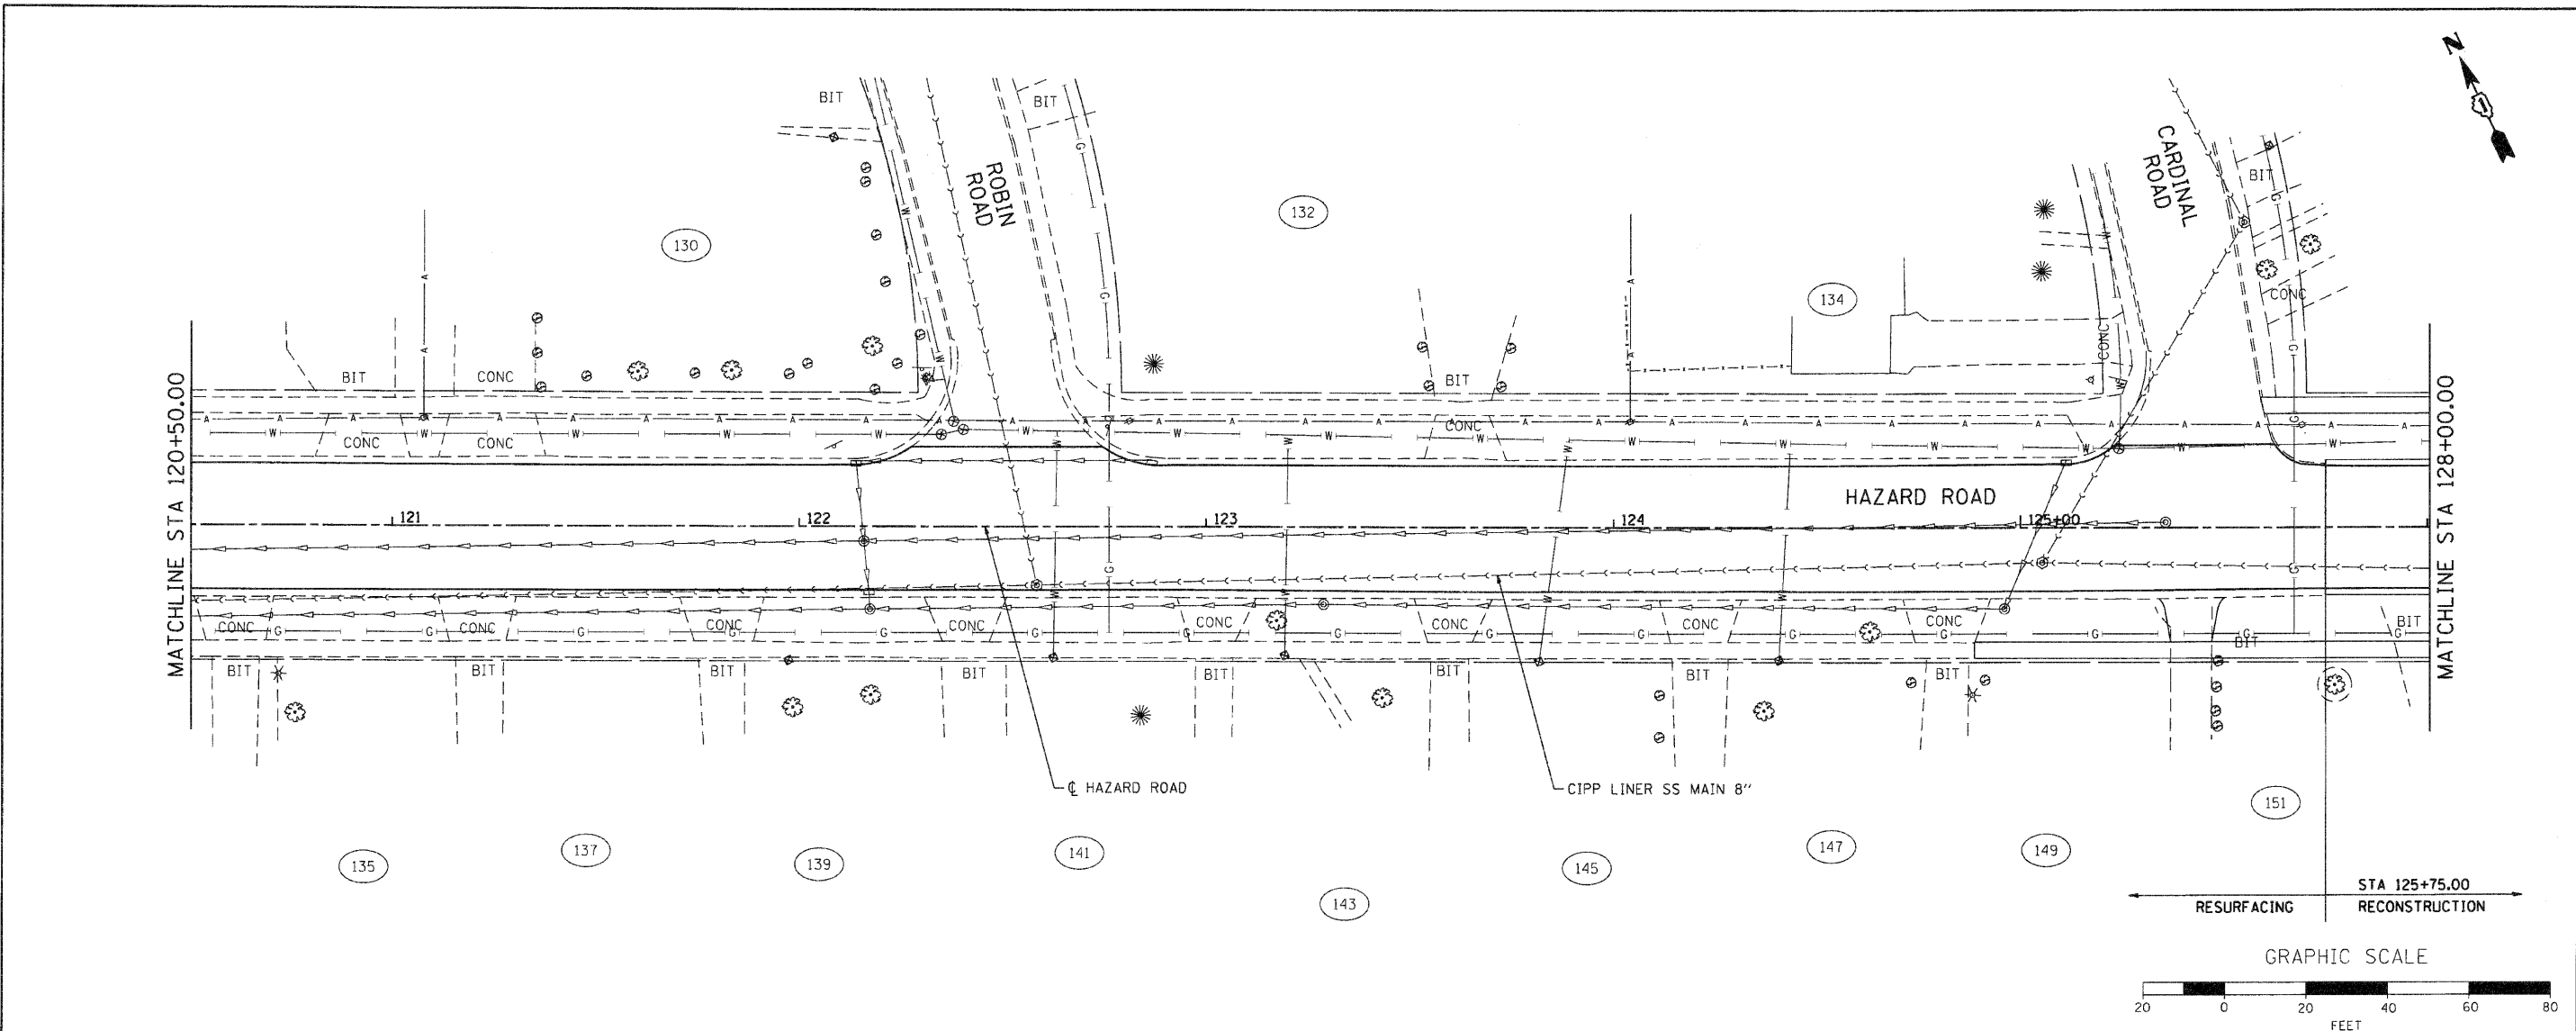 N
BIT
BIT
ROBIN
ROAD
CARDINAL
ROAD
BIT
G
W
G
132
130
A
A
134
W
G
CONC
G
CONC
G
A
A
W
BIT
CONC
BIT
A A A A A A A A A A A A A A A A A A A A A
CONC
W W W W W W W W W W W W W
CONC
CONC
W W W W
MATCHLINE STA 120+50.00
MATCHLINE STA 128+00.00
HAZARD ROAD
121
122
123
124
125+00
G
G
W W W W
CONC
CONC
CONC
CONC
CONC
CONC
CONC
CONC
G G G G G G G G G G G G G G G
BIT
BIT
BIT
BIT
BIT
BIT
BIT
BIT
BIT
BIT
℄ HAZARD ROAD
CIPP LINER SS MAIN 8"
135
137
139
141
143
145
147
149
151
STA 125+75.00
RESURFACING
RECONSTRUCTION
GRAPHIC SCALE
20 0 20 40 60 80
FEET